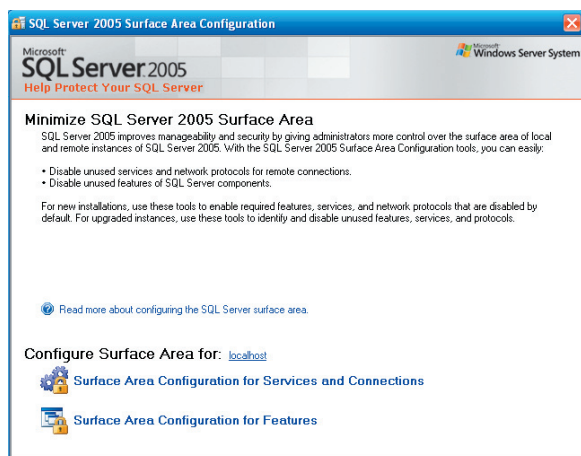 SQL Server 2005 Surface Area Configuration
Microsoft
SQL Server 2005
Help Protect Your SQL Server
Microsoft
Windows Server System
Minimize SQL Server 2005 Surface Area
SQL Server 2005 improves manageability and security by giving administrators more control over the surface area of local
and remote instances of SQL Server 2005. With the SQL Server 2005 Surface Area Configuration tools, you can easily:
• Disable unused services and network protocols for remote connections.
• Disable unused features of SQL Server components.
For new installations, use these tools to enable required features, services, and network protocols that are disabled by
default. For upgraded instances, use these tools to identify and disable unused features, services, and protocols.
Read more about configuring the SQL Server surface area.
Configure Surface Area for: localhost
Surface Area Configuration for Services and Connections
Surface Area Configuration for Features